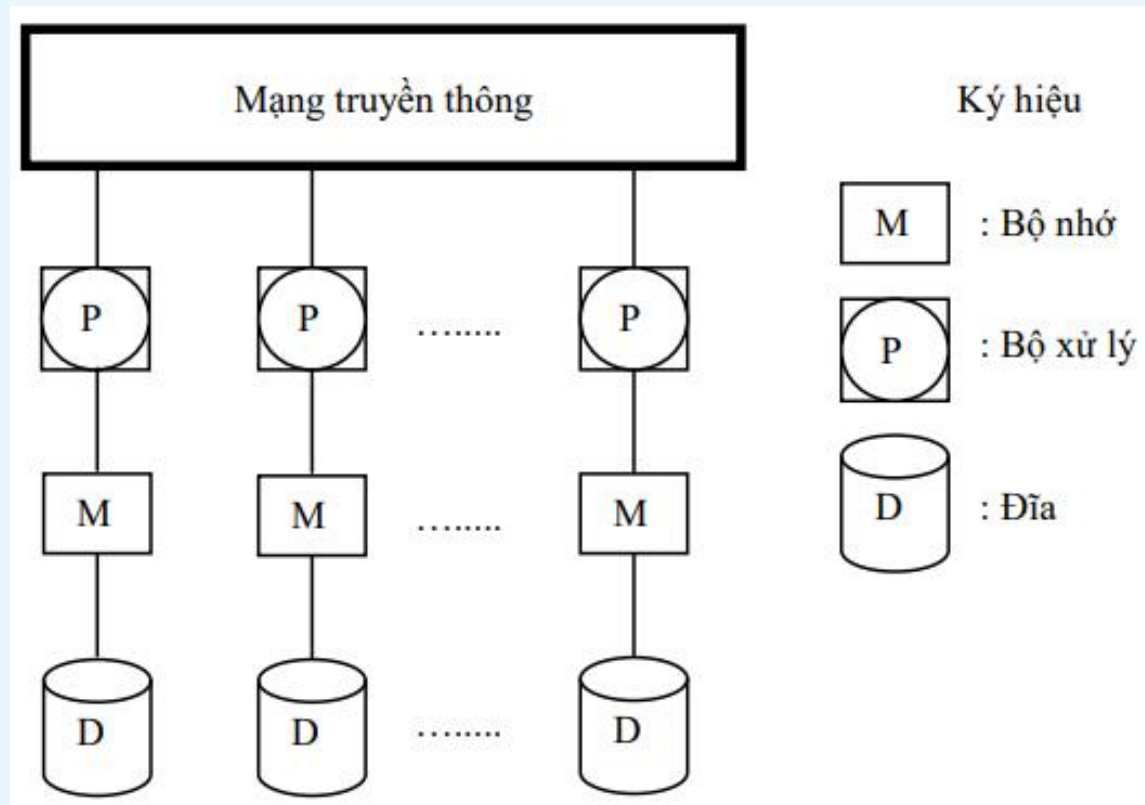 Mạng truyền thông
Ký hiệu
M : Bộ nhớ
P P …..... P
P : Bộ xử lý
M M …..... M
D : Đĩa
D D …..... D